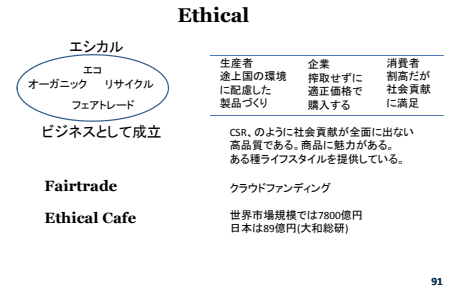 Ethical
エシカル
エコ
オーガニック リサイクル
フェアトレード
ビジネスとして成立
生産者 企業 消費者
途上国の環境 搾取せずに 割高だが
に配慮した 適正価格で 社会貢献
製品づくり 購入する に満足
CSR、のように社会貢献が全面に出ない
高品質である。商品に魅力がある。
ある種ライフスタイルを提供している。
Fairtrade クラウドファンディング
Ethical Cafe 世界市場規模では7800億円
日本は89億円(大和総研)
91